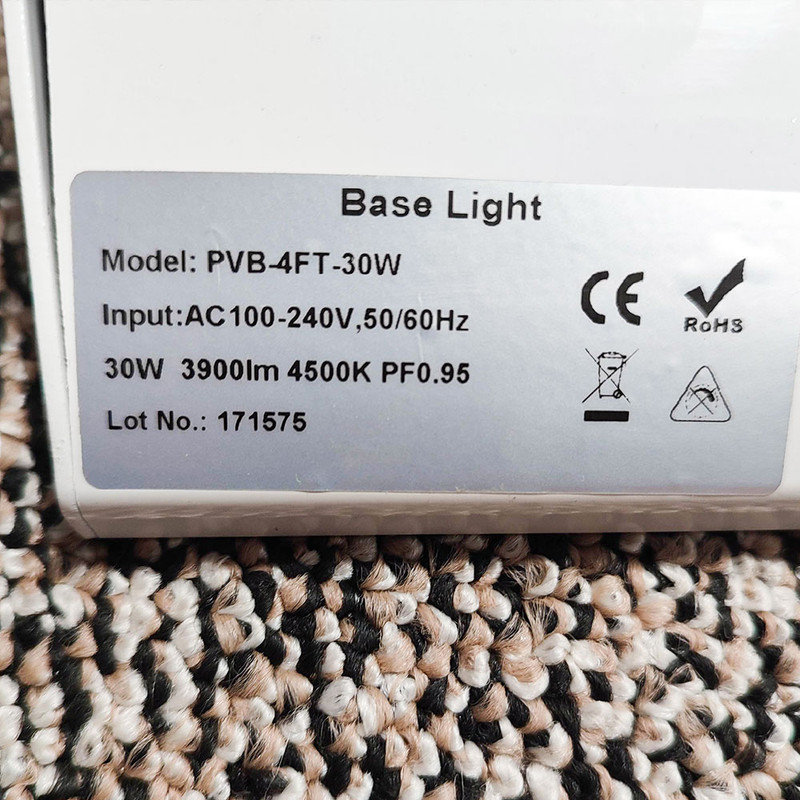 Base Light
Model: PVB-4FT-30W
Input:AC100-240V,50/60Hz
30W 3900lm 4500K PF0.95
Lot No.: 171575
CE
RoHS